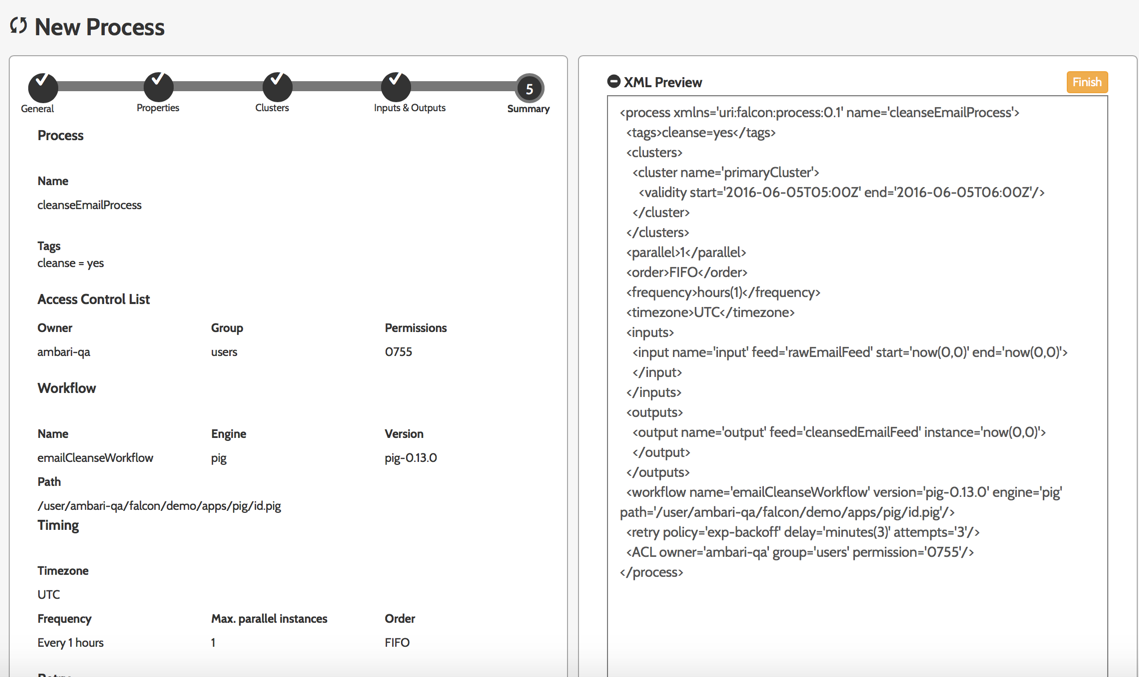 New Process
General
Properties
Clusters
Inputs & Outputs
5
Summary
Process
Name
cleanseEmailProcess
Tags
cleanse = yes
Access Control List
Owner Group Permissions
ambari-qa users 0755
Workflow
Name Engine Version
emailCleanseWorkflow pig pig-0.13.0
Path
/user/ambari-qa/falcon/demo/apps/pig/id.pig
Timing
Timezone
UTC
Frequency Max. parallel instances Order
Every 1 hours 1 FIFO
Retry
XML Preview
Finish
<process xmlns='uri:falcon:process:0.1' name='cleanseEmailProcess'>
<tags>cleanse=yes</tags>
<clusters>
<cluster name='primaryCluster'>
<validity start='2016-06-05T05:00Z' end='2016-06-05T06:00Z'/>
</cluster>
</clusters>
<parallel>1</parallel>
<order>FIFO</order>
<frequency>hours(1)</frequency>
<timezone>UTC</timezone>
<inputs>
<input name='input' feed='rawEmailFeed' start='now(0,0)' end='now(0,0)'>
</input>
</inputs>
<outputs>
<output name='output' feed='cleansedEmailFeed' instance='now(0,0)'>
</output>
</outputs>
<workflow name='emailCleanseWorkflow' version='pig-0.13.0' engine='pig'
path='/user/ambari-qa/falcon/demo/apps/pig/id.pig'/>
<retry policy='exp-backoff' delay='minutes(3)' attempts='3'/>
<ACL owner='ambari-qa' group='users' permission='0755'/>
</process>